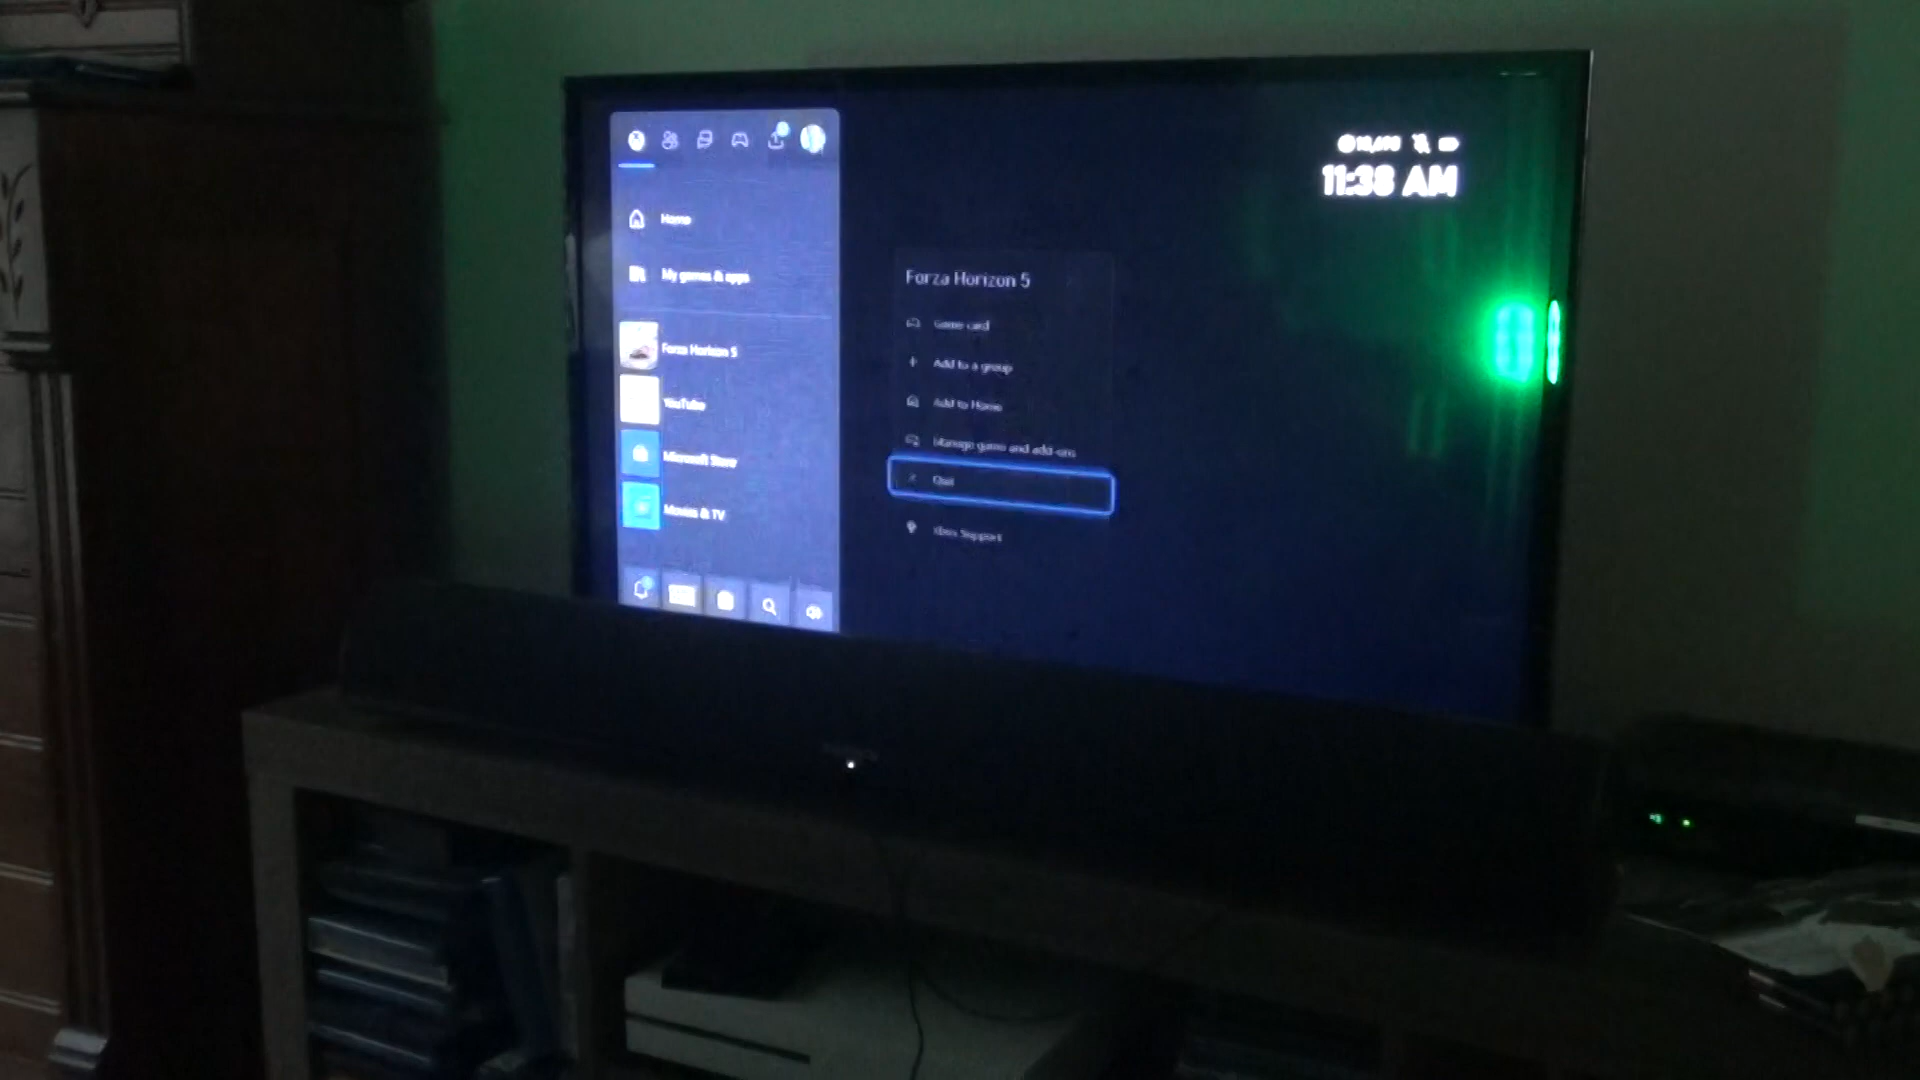 11:38 AM
Home
My games & apps
Forza Horizon 5
YouTube
Microsoft Store
Movies & TV
Forza Horizon 5
Game card
Add to a group
Add to Home
Manage game and add-ons
Quit
Xbox Support